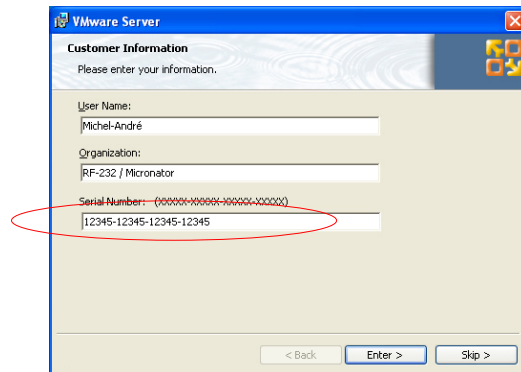 VMware Server
Customer Information
Please enter your information.
User Name:
Michel-André
Organization:
RF-232 / Micronator
Serial Number: (XXXXX-XXXXX-XXXXX-XXXXX)
12345-12345-12345-12345
< Back Enter > Skip >